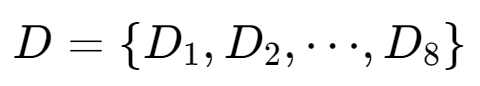 D = {D₁, D₂, ···, D₈}